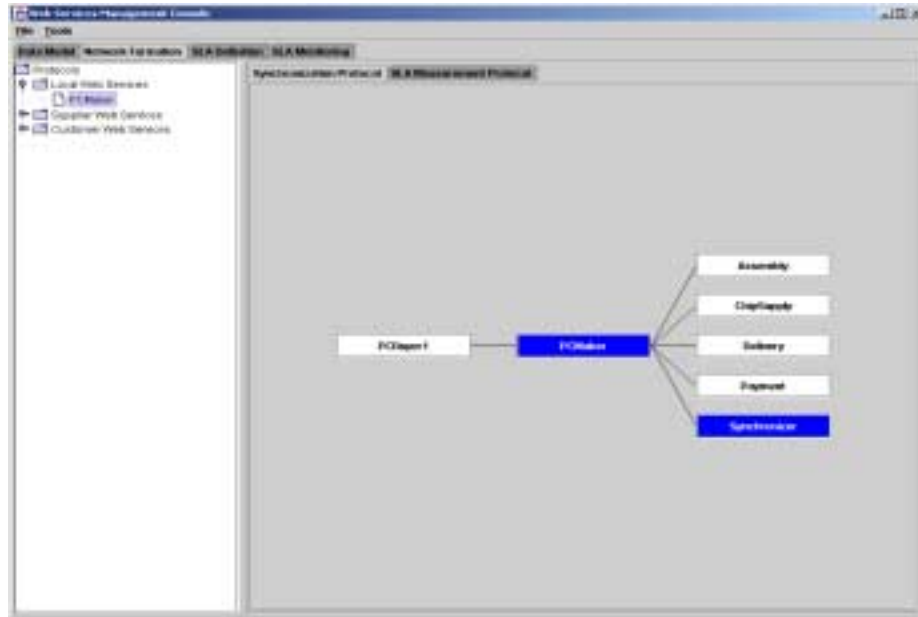 Web Services Management Console
File Tools
Data Model Network Formation SLA Definition SLA Monitoring
Protocols
Local Web Services
PCMaker
Supplier Web Services
Customer Web Services
Synchronization Protocol SLA Measurement Protocol
Assembly
ChipSupply
PCMaker
Delivery
Payment
Synchronizer